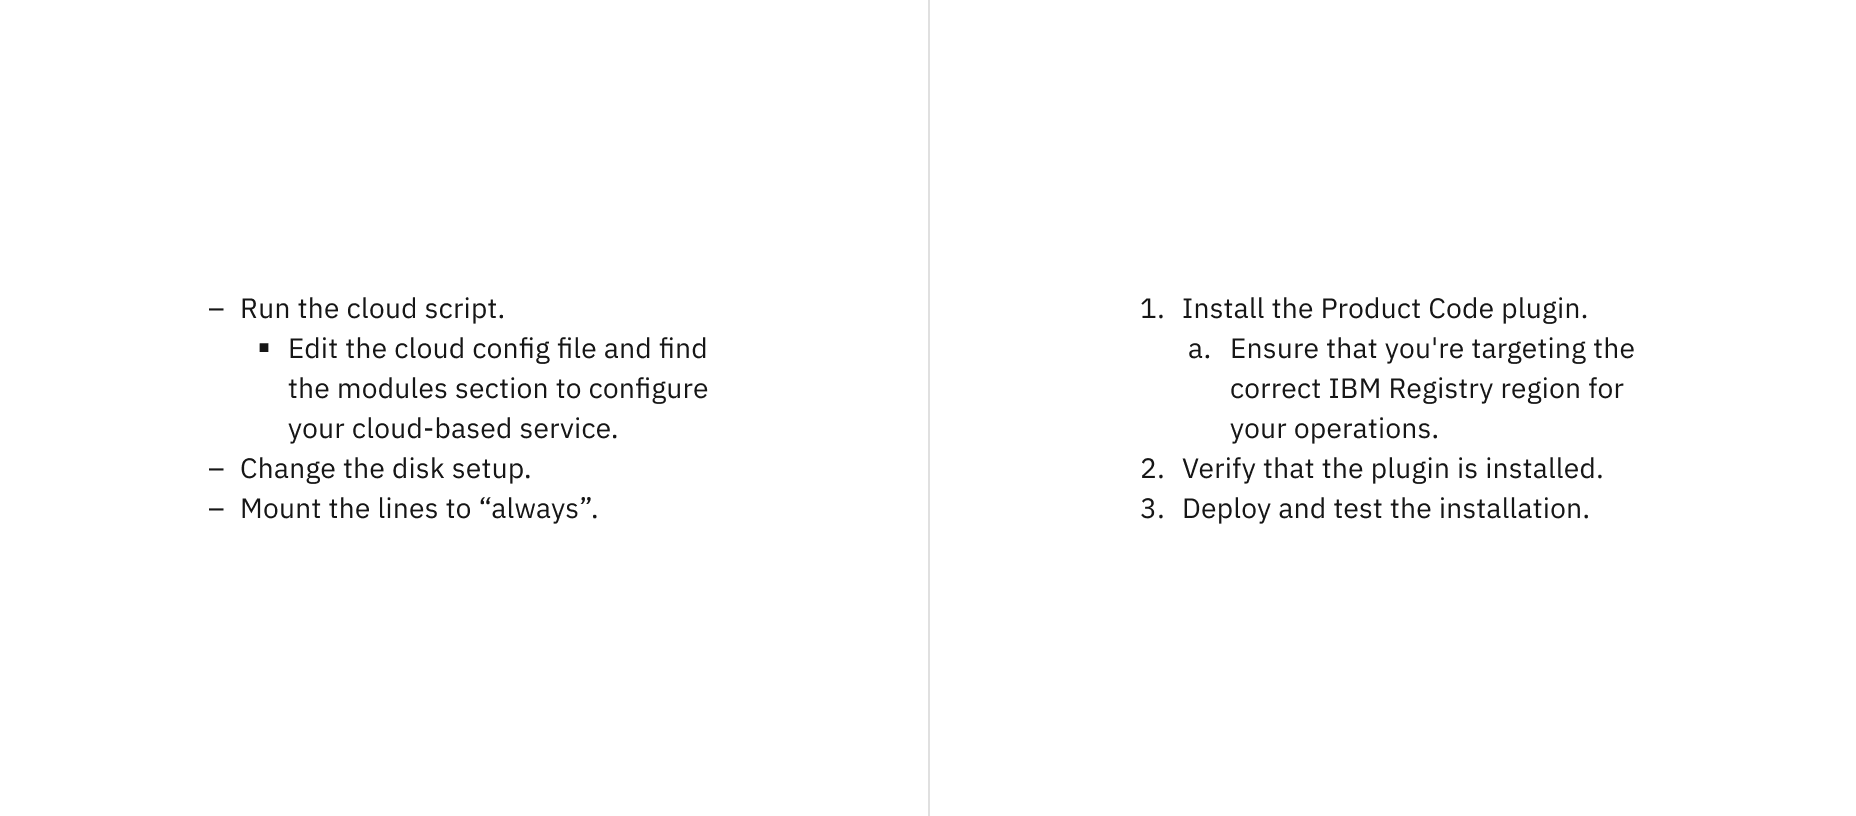 – Run the cloud script.
▪ Edit the cloud config file and find
the modules section to configure
your cloud-based service.
– Change the disk setup.
– Mount the lines to “always”.
1. Install the Product Code plugin.
a. Ensure that you're targeting the
correct IBM Registry region for
your operations.
2. Verify that the plugin is installed.
3. Deploy and test the installation.